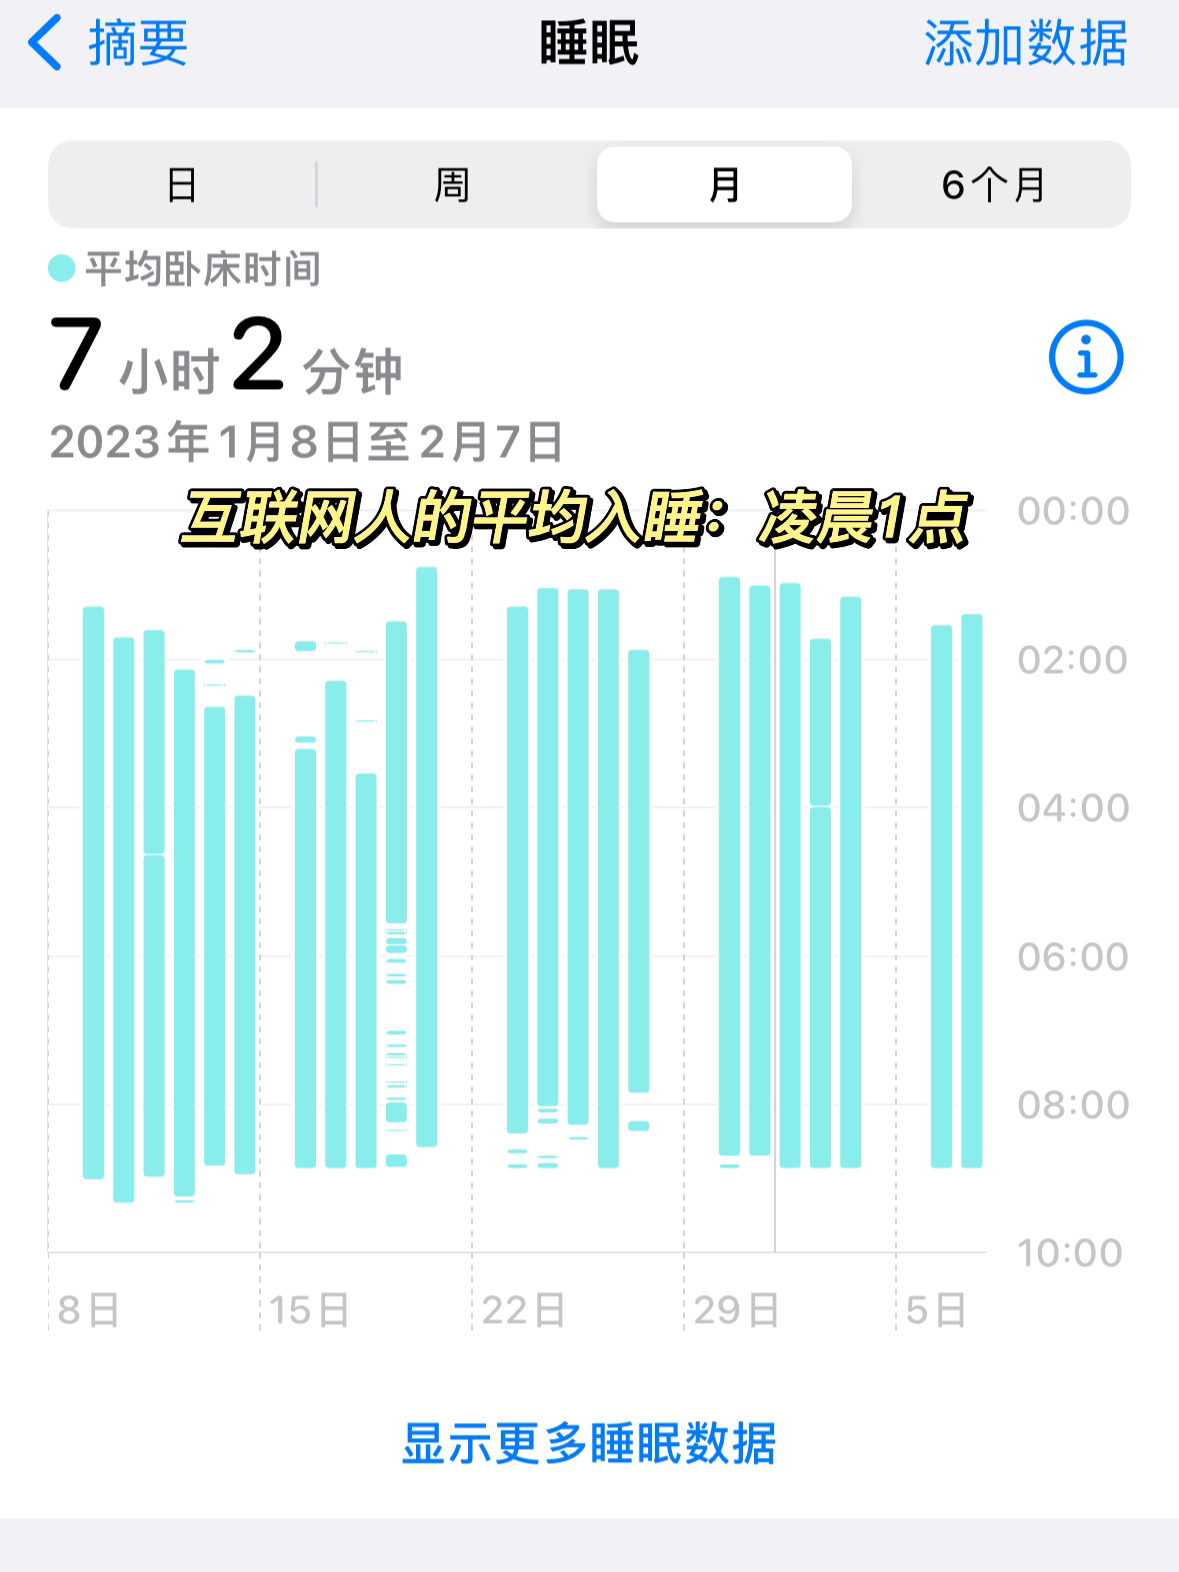 摘要 睡眠 添加数据
日 周 月 6个月
平均卧床时间
7小时2分钟
2023年1月8日至2月7日
互联网人的平均入睡：凌晨1点
00:00
02:00
04:00
06:00
08:00
10:00
8日 15日 22日 29日 5日
显示更多睡眠数据